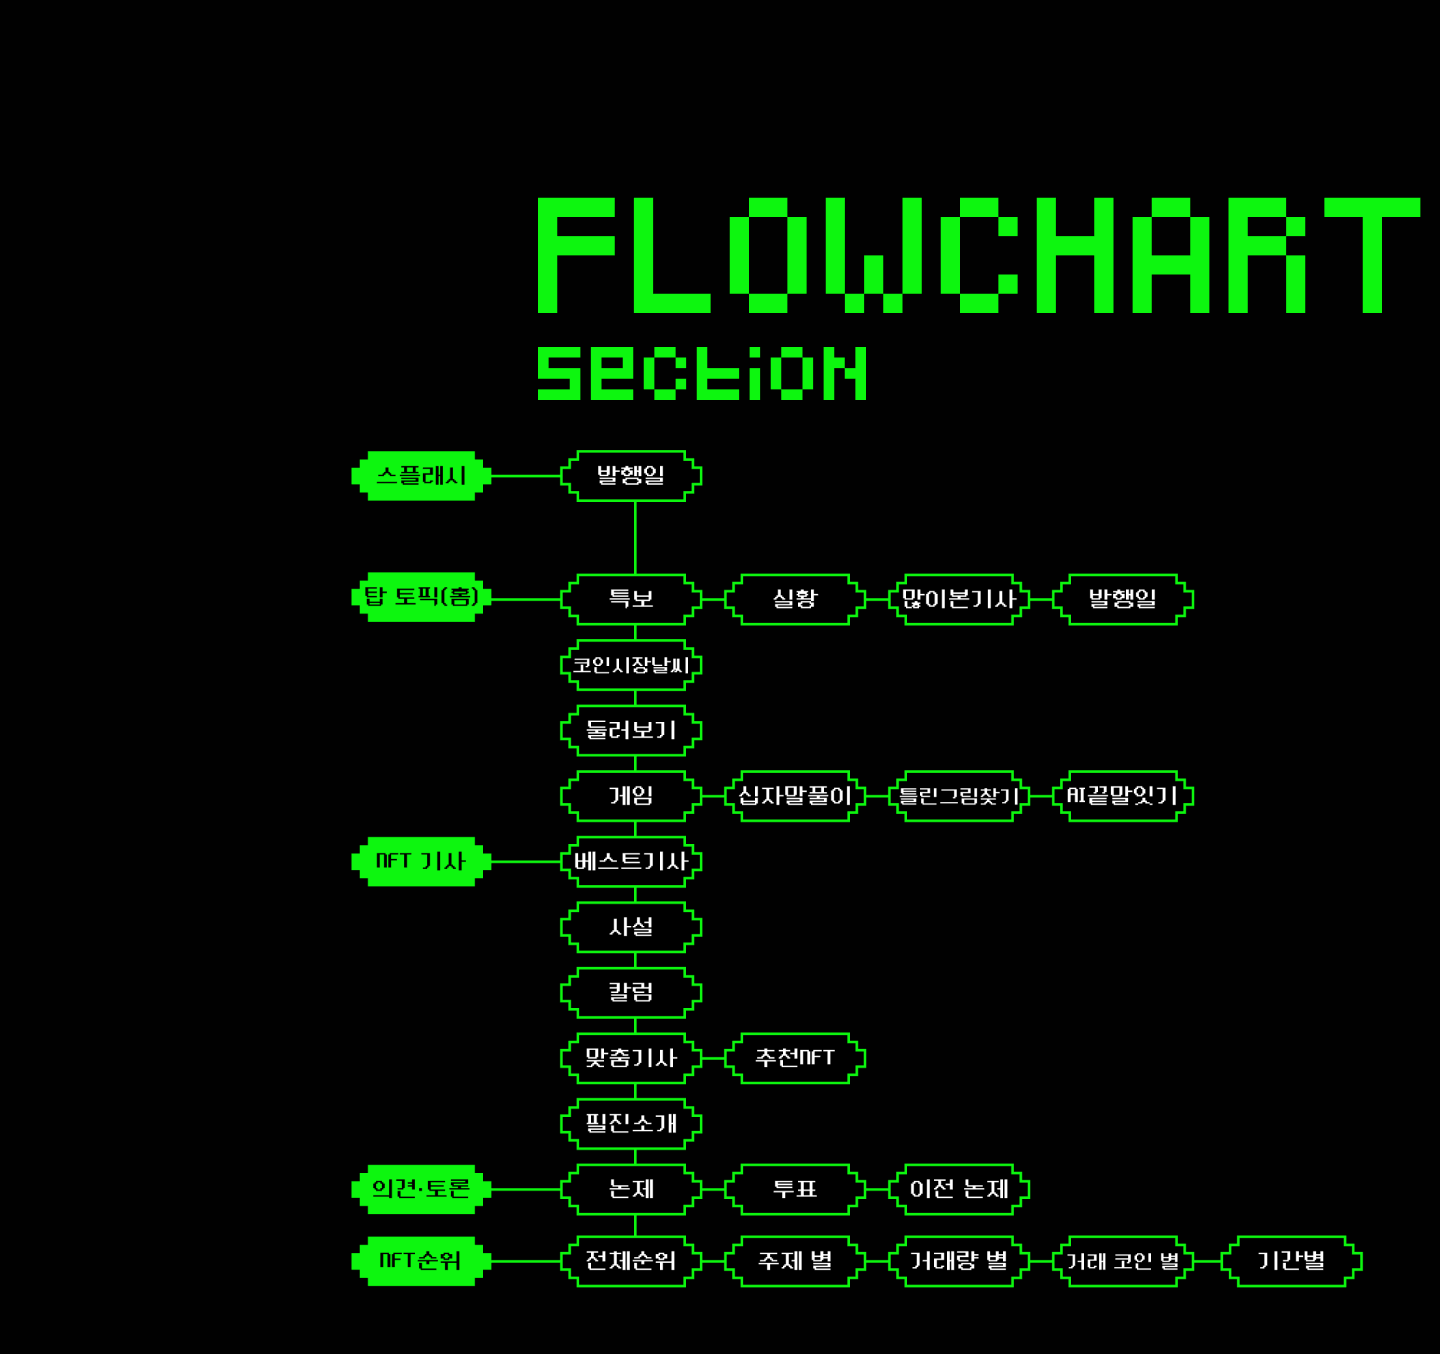 FLOWCHART
section
스플래시 발행일
탑 토픽(홈) 특보 실황 많이본기사 발행일
코인시장날씨
둘러보기
게임 십자말풀이 틀린그림찾기 AI끝말잇기
NFT 기사 베스트기사
사설
칼럼
맞춤기사 추천NFT
필진소개
의견·토론 논제 투표 이전 논제
NFT순위 전체순위 주제 별 거래량 별 거래 코인 별 기간별